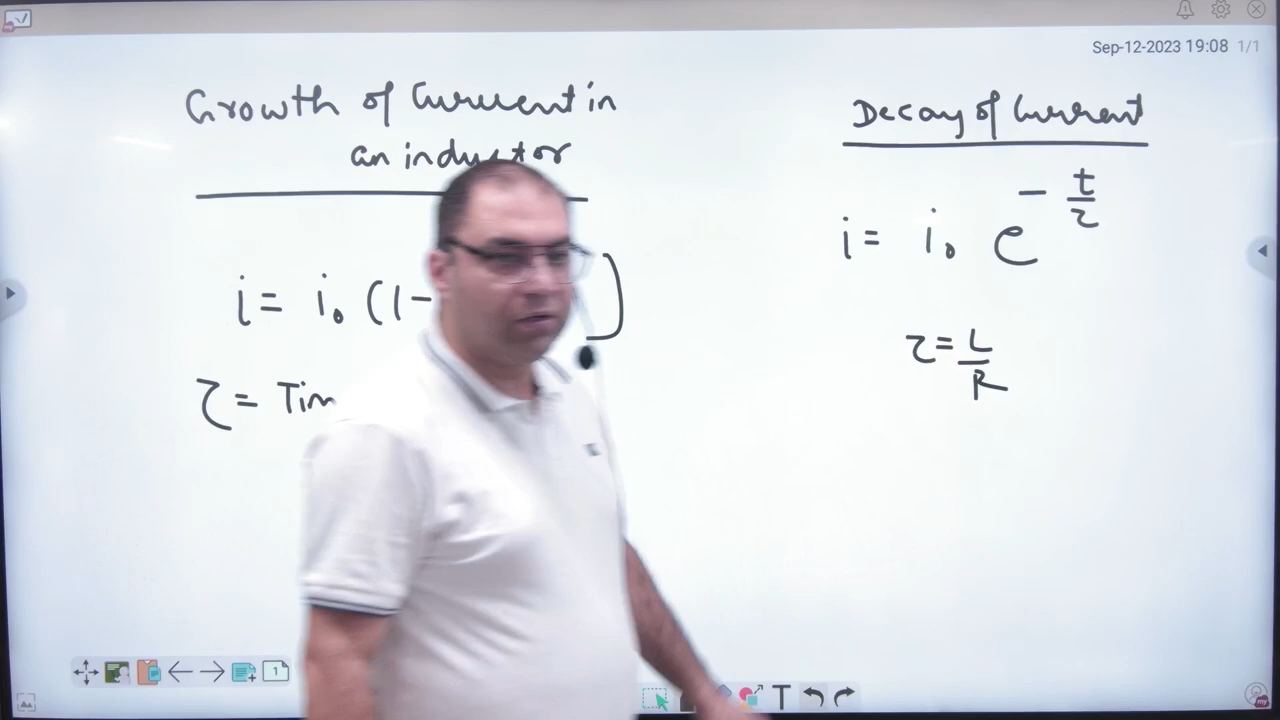 Sep-12-2023 19:08 1/1
Growth of Current in
an inductor
i = i₀ (1-
τ =
Decay of Current
i = i₀ e^{-t/τ}
τ = L/R
1
T